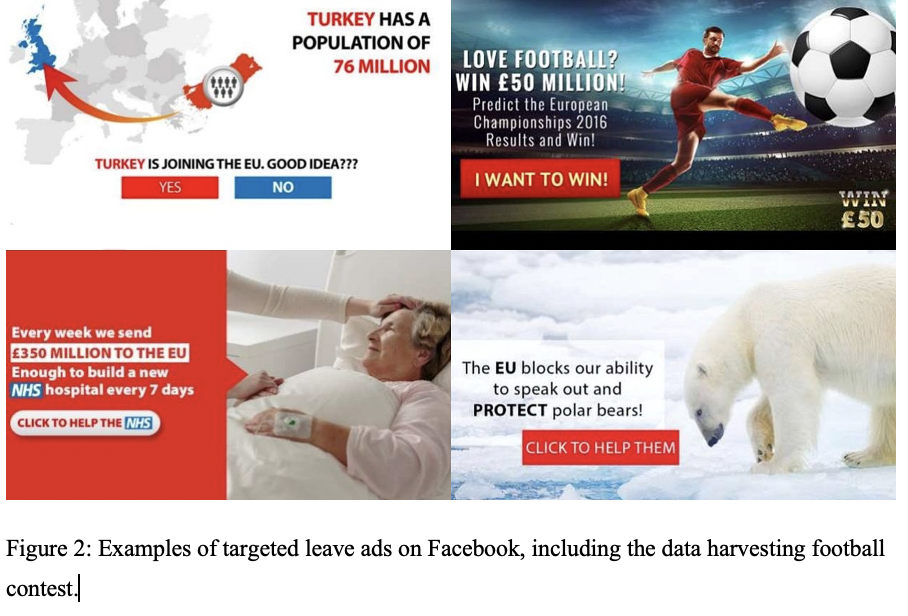 TURKEY HAS A
POPULATION OF
76 MILLION
TURKEY IS JOINING THE EU. GOOD IDEA???
YES
NO
LOVE FOOTBALL?
WIN £50 MILLION!
Predict the European
Championships 2016
Results and Win!
I WANT TO WIN!
WIN
£50
Every week we send
£350 MILLION TO THE EU
Enough to build a new
NHS hospital every 7 days
CLICK TO HELP THE NHS
The EU blocks our ability
to speak out and
PROTECT polar bears!
CLICK TO HELP THEM
Figure 2: Examples of targeted leave ads on Facebook, including the data harvesting football
contest.